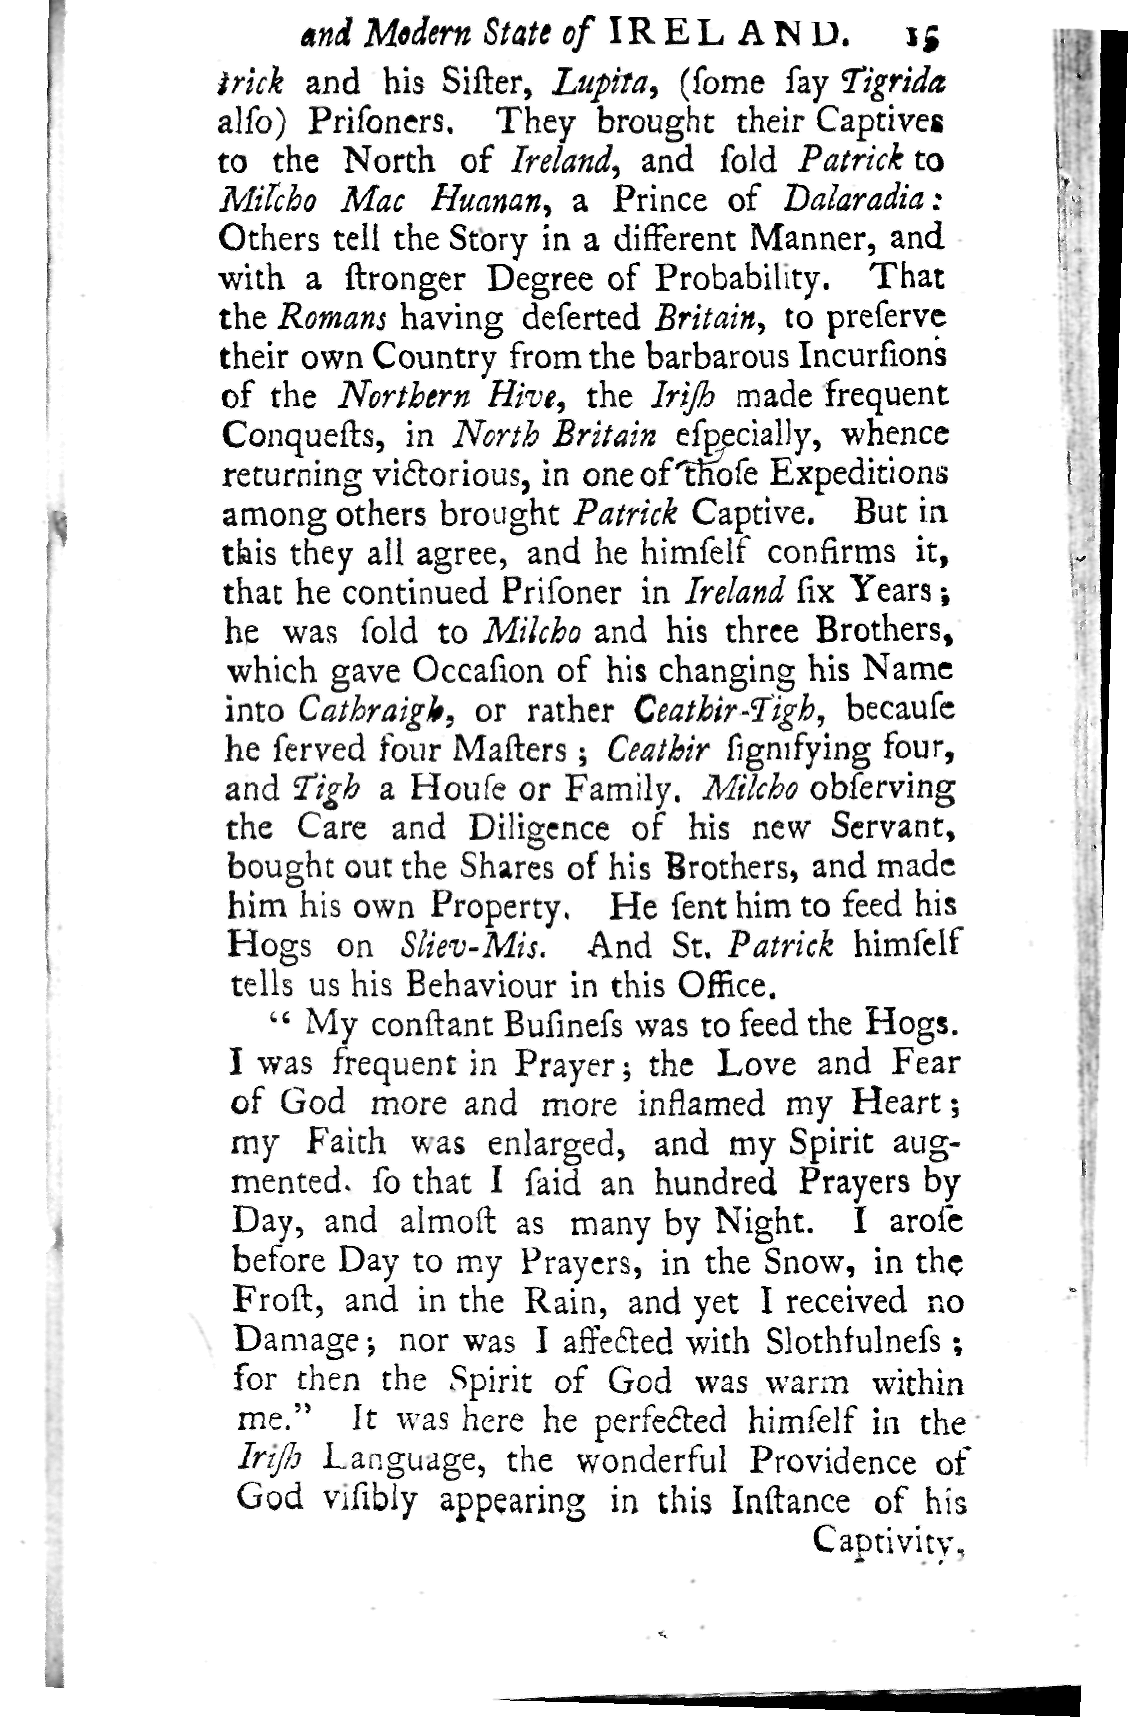 and Modern State of IRELAND. 15
trick and his Siſter, Lupita, (ſome ſay Tigrida
alſo) Priſoners. They brought their Captives
to the North of Ireland, and ſold Patrick to
Milcho Mac Huanan, a Prince of Dalaradia:
Others tell the Story in a different Manner, and
with a ſtronger Degree of Probability. That
the Romans having deſerted Britain, to preſerve
their own Country from the barbarous Incurſions
of the Northern Hive, the Iriſh made frequent
Conqueſts, in North Britain eſpecially, whence
returning victorious, in one of thoſe Expeditions
among others brought Patrick Captive. But in
this they all agree, and he himſelf confirms it,
that he continued Priſoner in Ireland ſix Years;
he was ſold to Milcho and his three Brothers,
which gave Occaſion of his changing his Name
into Cathraigh, or rather Ceathir-Tigh, becauſe
he ſerved four Maſters; Ceathir ſignifying four,
and Tigh a Houſe or Family. Milcho obſerving
the Care and Diligence of his new Servant,
bought out the Shares of his Brothers, and made
him his own Property. He ſent him to feed his
Hogs on Sliev-Mis. And St. Patrick himſelf
tells us his Behaviour in this Office.
“ My conſtant Buſineſs was to feed the Hogs.
I was frequent in Prayer; the Love and Fear
of God more and more inflamed my Heart;
my Faith was enlarged, and my Spirit aug-
mented. ſo that I ſaid an hundred Prayers by
Day, and almoſt as many by Night. I aroſe
before Day to my Prayers, in the Snow, in the
Froſt, and in the Rain, and yet I received no
Damage; nor was I affected with Slothfulneſs;
for then the Spirit of God was warm within
me.” It was here he perfected himſelf in the
Iriſh Language, the wonderful Providence of
God viſibly appearing in this Inſtance of his
Captivity,